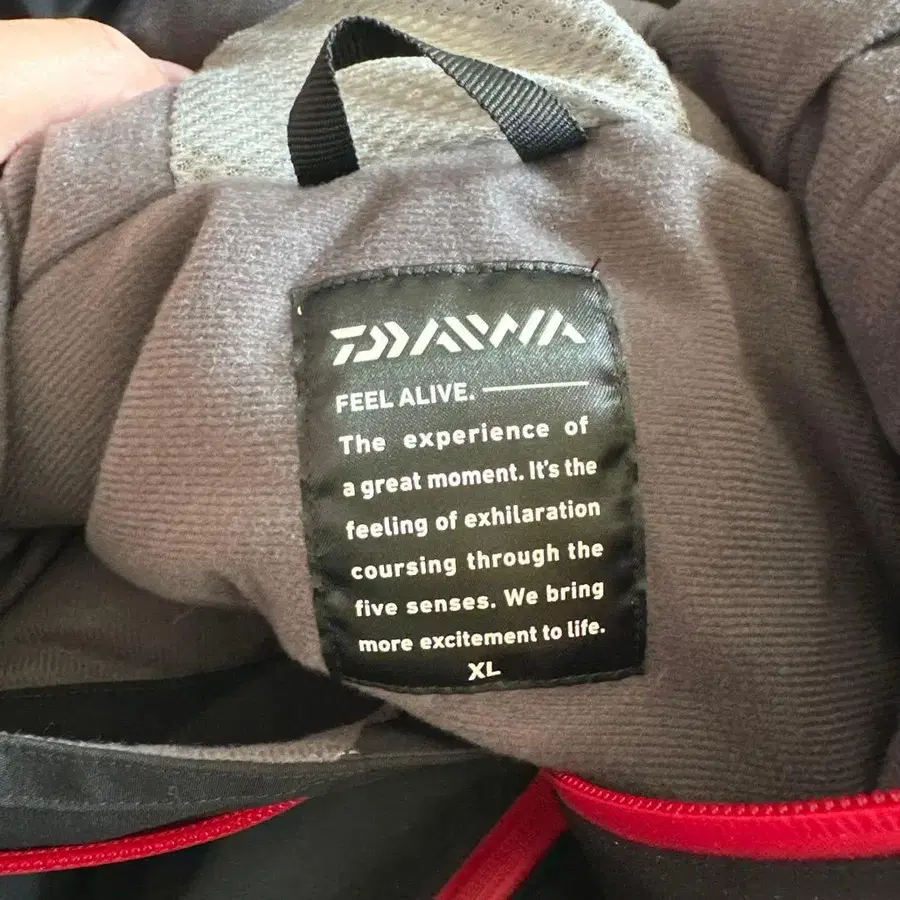 DAIWA
FEEL ALIVE.
The experience of
a great moment. It's the
feeling of exhilaration
coursing through the
five senses. We bring
more excitement to life.
XL